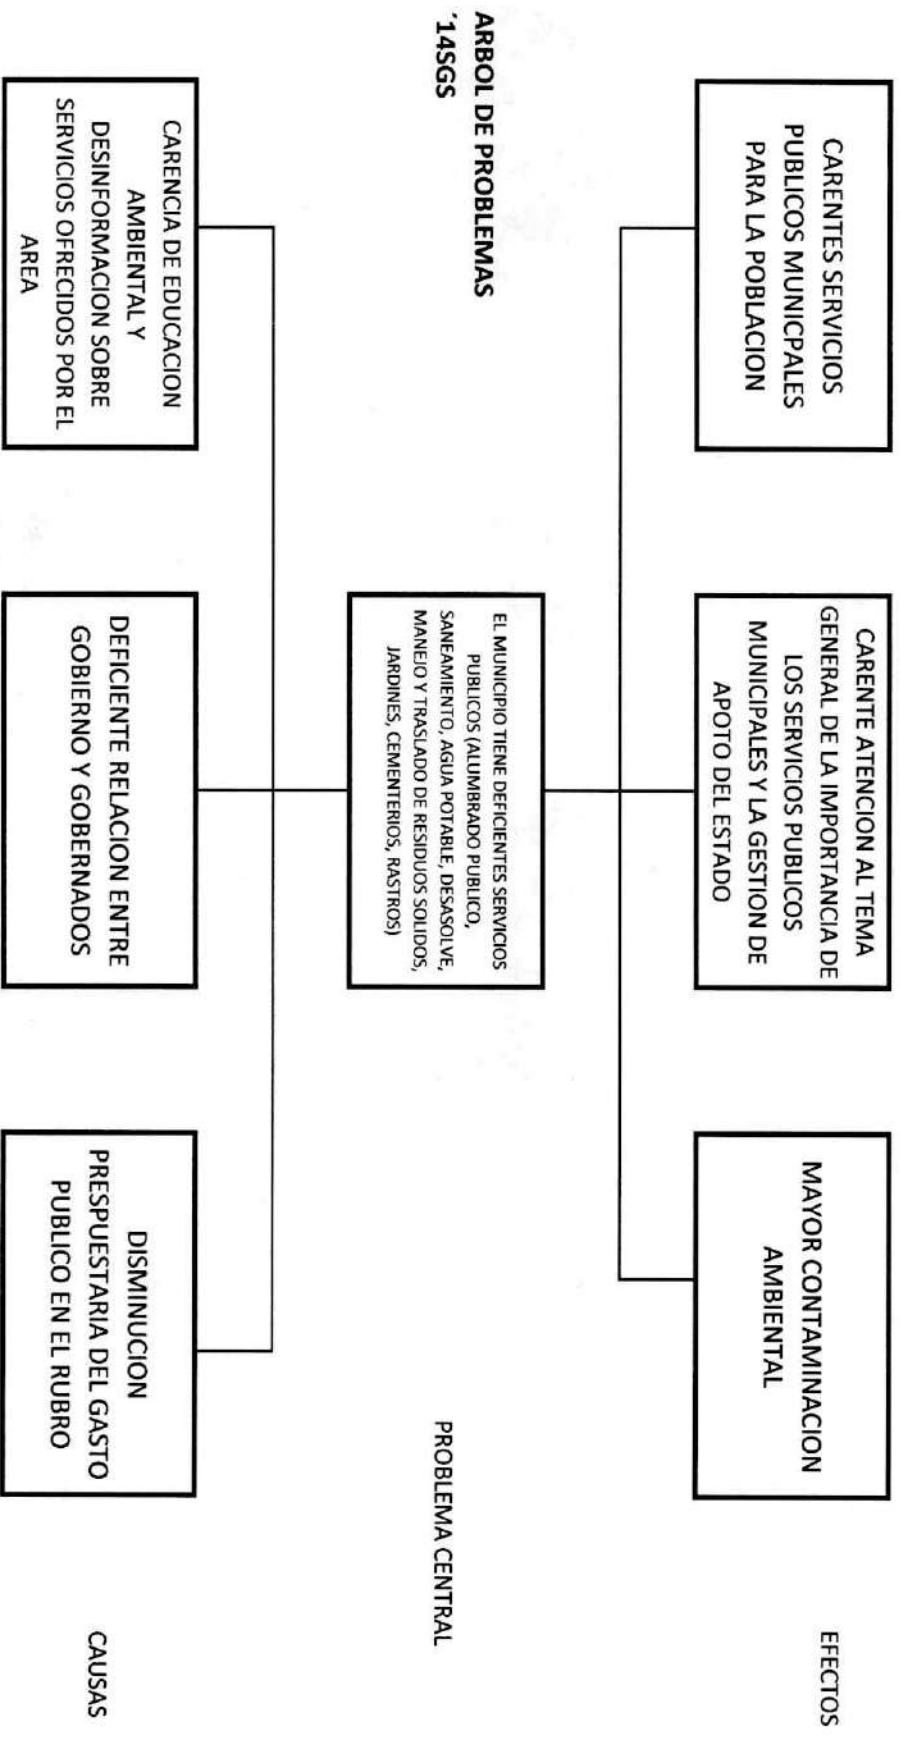 ARBOL DE PROBLEMAS
´14SGS
CARENTES SERVICIOS
PUBLICOS MUNICPALES
PARA LA POBLACION
CARENTE ATENCION AL TEMA
GENERAL DE LA IMPORTANCIA DE
LOS SERVICIOS PUBLICOS
MUNICIPALES Y LA GESTION DE
APOTO DEL ESTADO
MAYOR CONTAMINACION
AMBIENTAL
EFECTOS
EL MUNICIPIO TIENE DEFICIENTES SERVICIOS
PUBLICOS (ALUMBRADO PUBLICO,
SANEAMIENTO, AGUA POTABLE, DESASOLVE,
MANEJO Y TRASLADO DE RESIDUOS SOLIDOS,
JARDINES, CEMENTERIOS, RASTROS)
PROBLEMA CENTRAL
CARENCIA DE EDUCACION
AMBIENTAL Y
DESINFORMACION SOBRE
SERVICIOS OFRECIDOS POR EL
AREA
DEFICIENTE RELACION ENTRE
GOBIERNO Y GOBERNADOS
DISMINUCION
PRESPUESTARIA DEL GASTO
PUBLICO EN EL RUBRO
CAUSAS